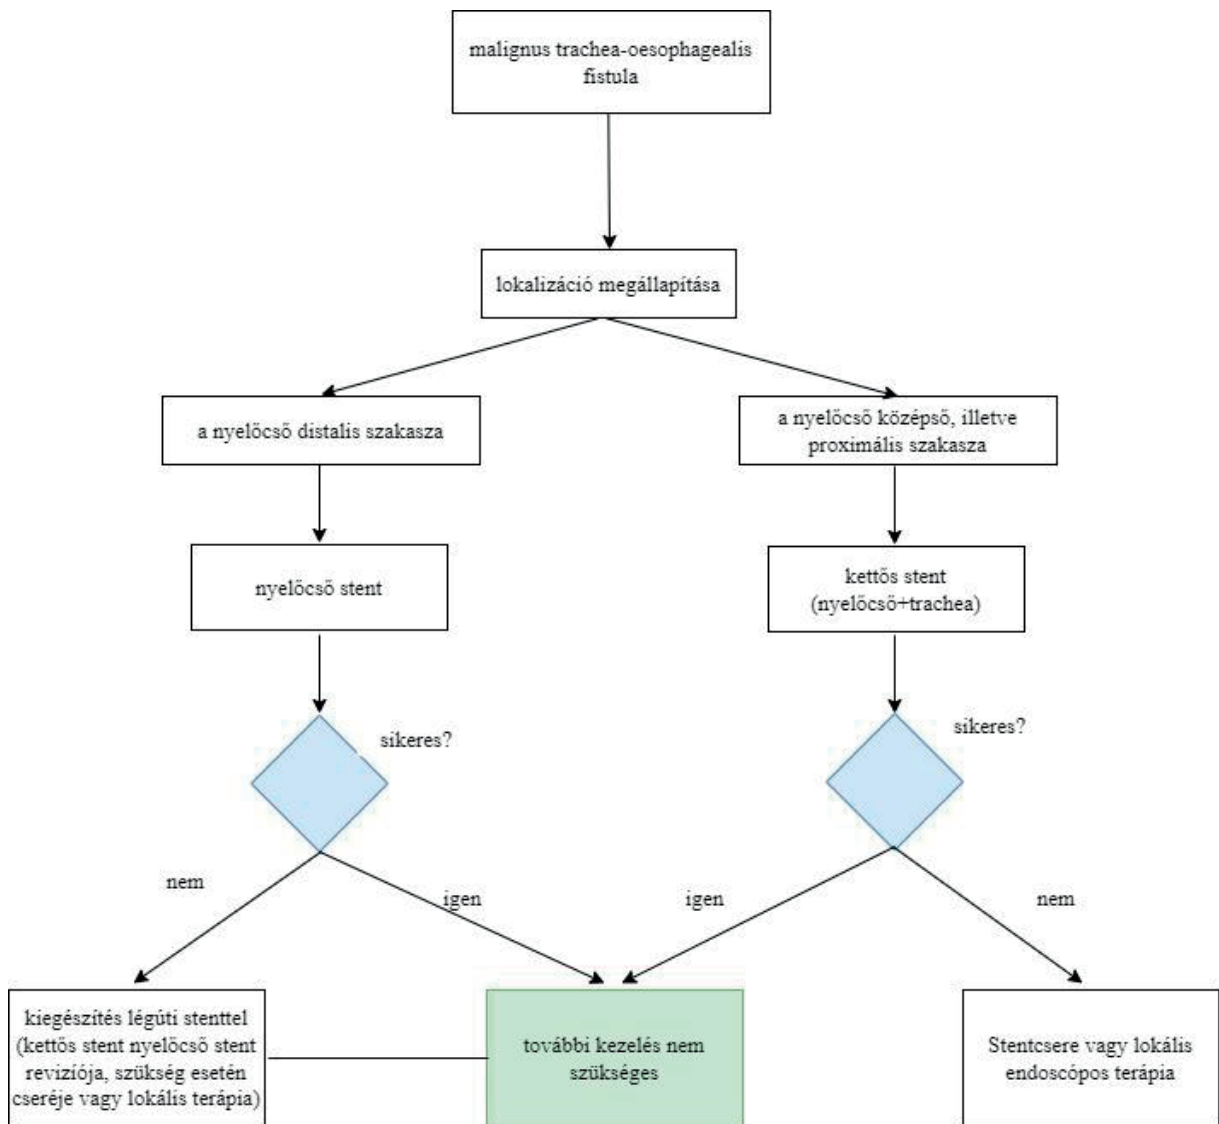 malignus trachea-oesophagealis
fistula
lokalizáció megállapítása
a nyelőcső distalis szakasza
a nyelőcső középső, illetve
proximális szakasza
nyelőcső stent
kettős stent
(nyelőcső+trachea)
sikeres?
sikeres?
nem
igen
igen
nem
kiegészítés légúti stenttel
(kettős stent nyelőcső stent
revizíója, szükség esetén
cseréje vagy lokális terápia)
további kezelés nem
szükséges
Stentcsere vagy lokális
endoscópos terápia